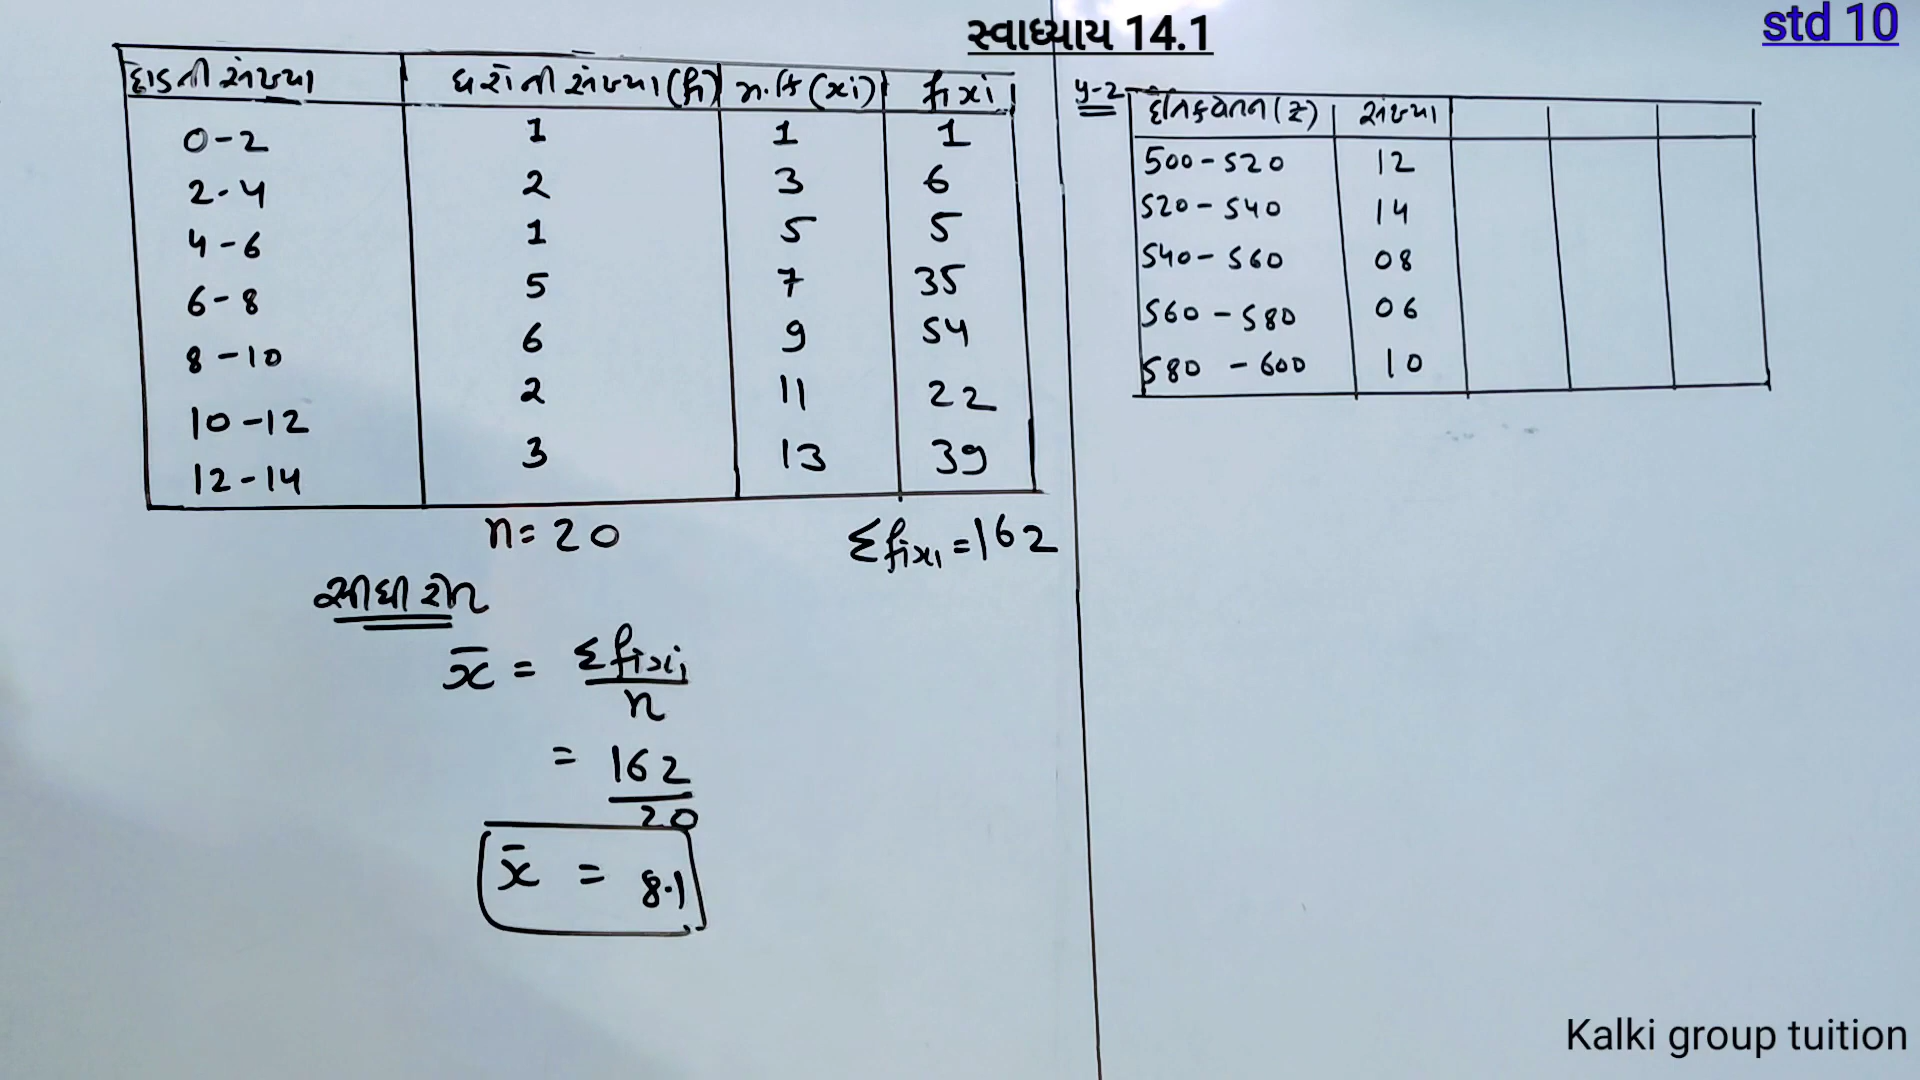 સ્વાધ્યાય 14.1
std 10
છોડની સંખ્યા ઘરોની સંખ્યા (fi) મ.કિ (xi) fixi
0-2 1 1 1
2-4 2 3 6
4-6 1 5 5
6-8 5 7 35
8-10 6 9 54
10-12 2 11 22
12-14 3 13 39
n=20 Σfixi=162
સીધી રીત
x̄ = Σfixi
n
= 162
20
x̄ = 8.1
પ્ર-2
દૈનિક વેતન (₹) સંખ્યા
500-520 12
520-540 14
540-560 08
560-580 06
580-600 10
Kalki group tuition